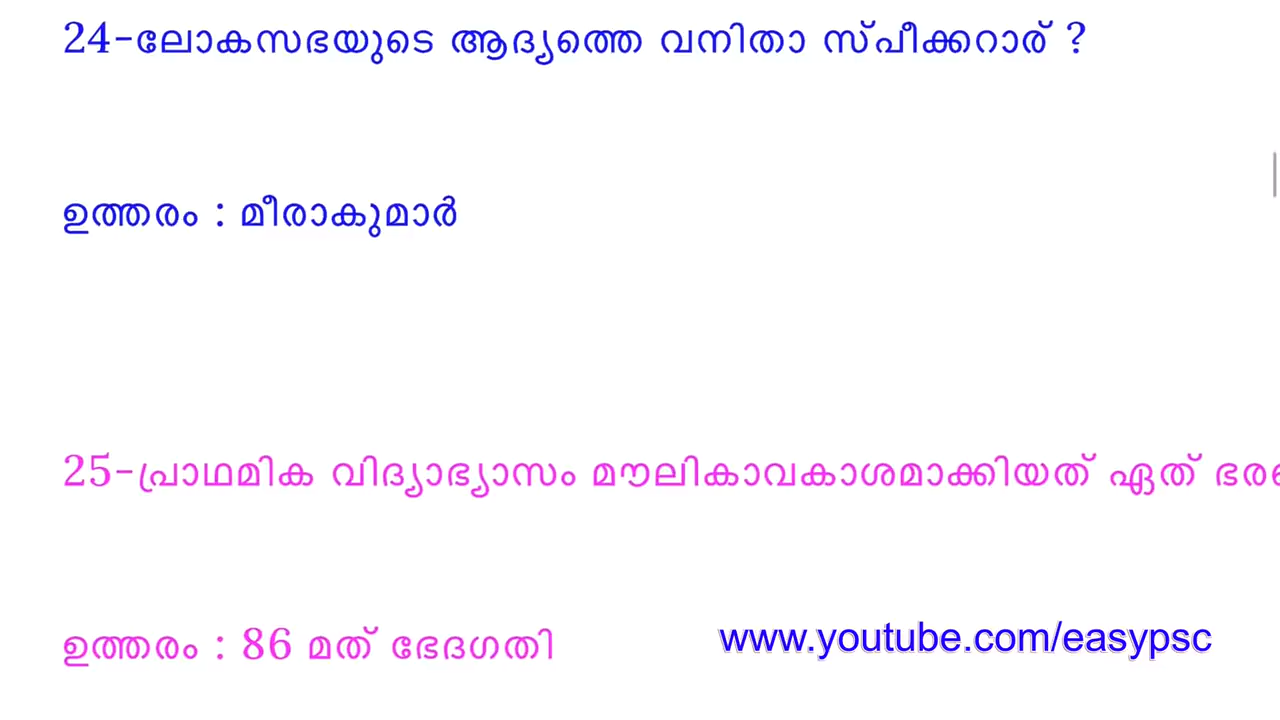 24-ലോകസഭയുടെ ആദ്യത്തെ വനിതാ സ്പീക്കറാര് ?
ഉത്തരം : മീരാകുമാർ
25-പ്രാഥമിക വിദ്യാഭ്യാസം മൗലികാവകാശമാക്കിയത് ഏത്
ഉത്തരം : 86 മത് ഭേദഗതി
www.youtube.com/easypsc